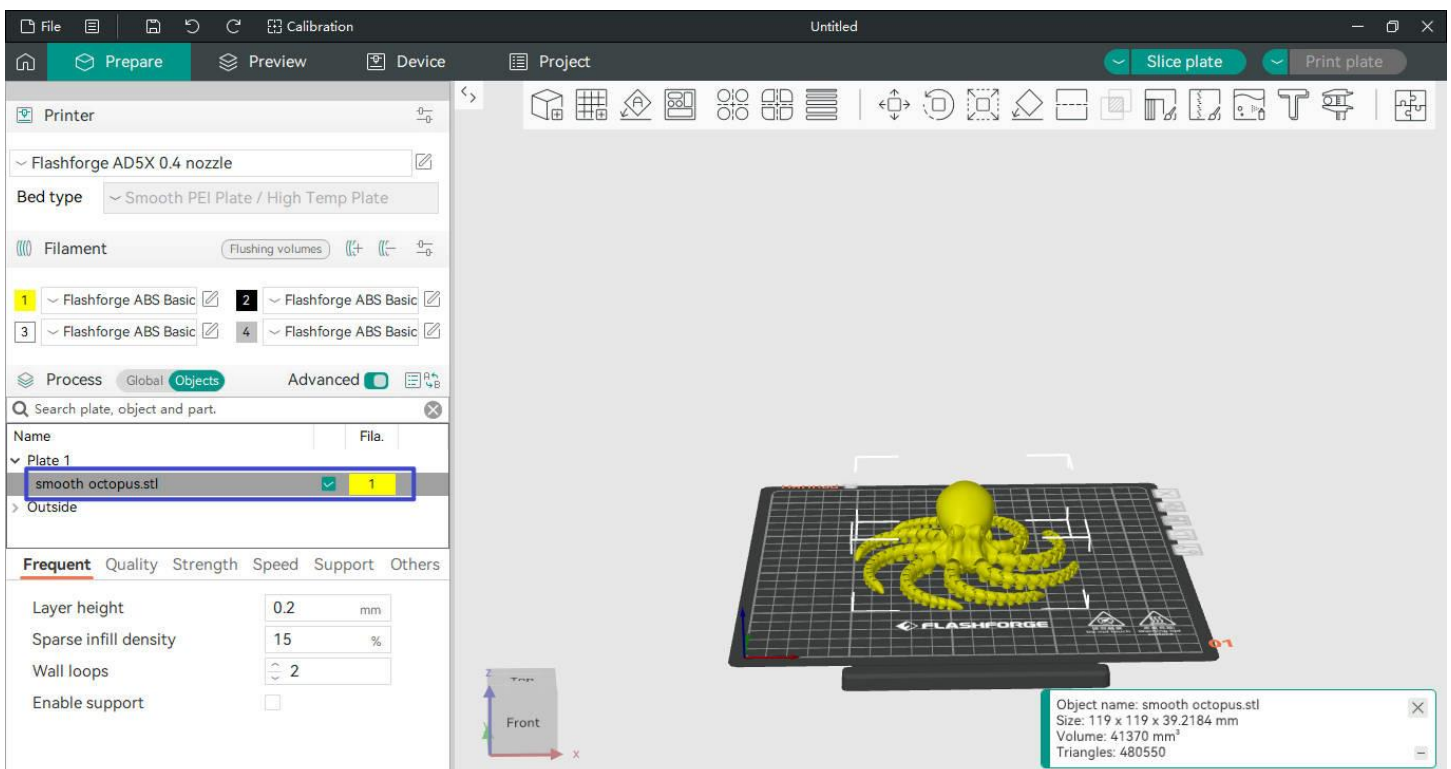 File
Calibration
Untitled
Prepare
Preview
Device
Project
Slice plate
Print plate
Printer
Flashforge AD5X 0.4 nozzle
Bed type Smooth PEI Plate / High Temp Plate
Filament Flushing volumes
1 Flashforge ABS Basic 2 Flashforge ABS Basic
3 Flashforge ABS Basic 4 Flashforge ABS Basic
Process Global Objects Advanced
Search plate, object and part.
Name Fila.
Plate 1
smooth octopus.stl 1
Outside
Frequent Quality Strength Speed Support Others
Layer height 0.2 mm
Sparse infill density 15 %
Wall loops 2
Enable support
FLASHFORGE
01
Top
Front
z
x
Object name: smooth octopus.stl
Size: 119 x 119 x 39.2184 mm
Volume: 41370 mm³
Triangles: 480550